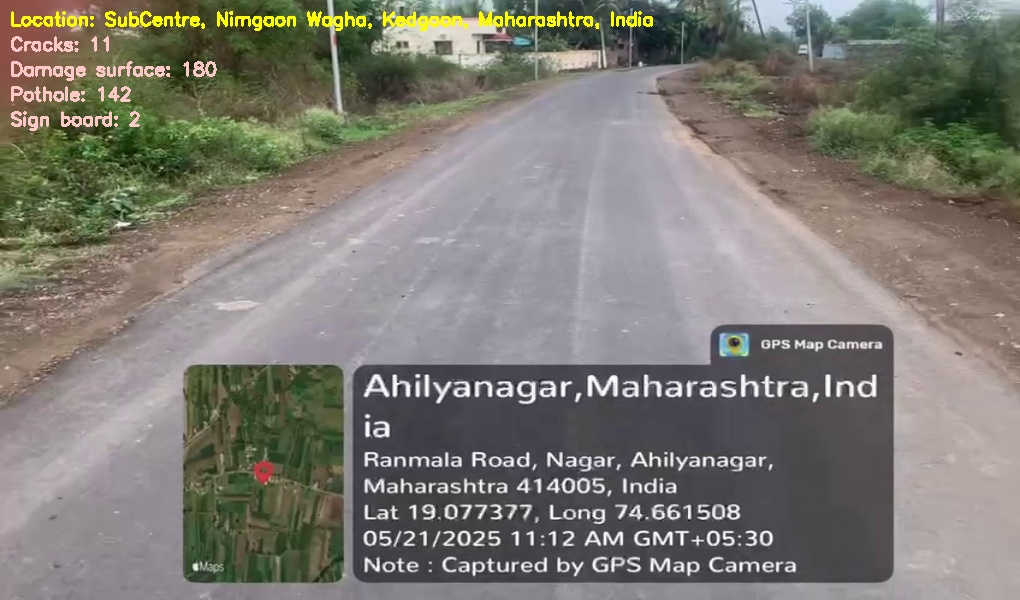 Location: SubCentre, Nimgaon Wagha, Kedgaon, Maharashtra, India
Cracks: 11
Damage surface: 180
Pothole: 142
Sign board: 2
GPS Map Camera
Ahilyanagar,Maharashtra,Ind
ia
Ranmala Road, Nagar, Ahilyanagar,
Maharashtra 414005, India
Lat 19.077377, Long 74.661508
05/21/2025 11:12 AM GMT+05:30
Note : Captured by GPS Map Camera
Maps